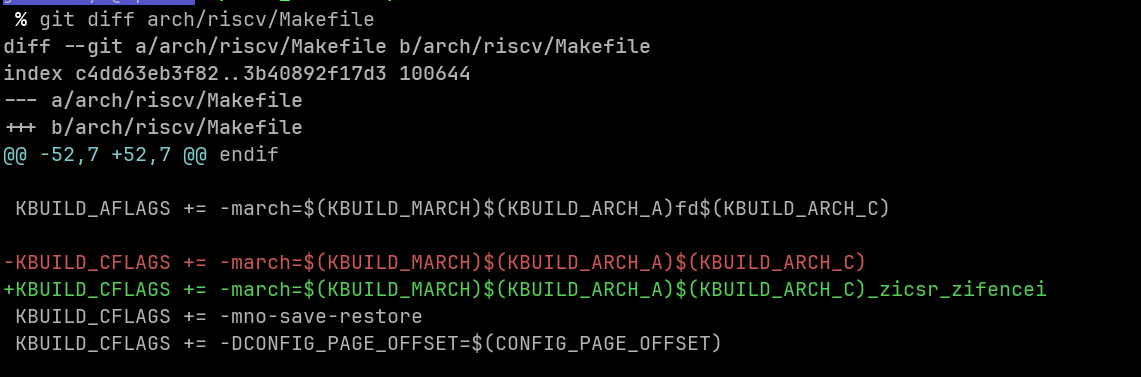 % git diff arch/riscv/Makefile
diff --git a/arch/riscv/Makefile b/arch/riscv/Makefile
index c4dd63eb3f82..3b40892f17d3 100644
--- a/arch/riscv/Makefile
+++ b/arch/riscv/Makefile
@@ -52,7 +52,7 @@ endif
KBUILD_AFLAGS += -march=$(KBUILD_MARCH)$(KBUILD_ARCH_A)fd$(KBUILD_ARCH_C)
-KBUILD_CFLAGS += -march=$(KBUILD_MARCH)$(KBUILD_ARCH_A)$(KBUILD_ARCH_C)
+KBUILD_CFLAGS += -march=$(KBUILD_MARCH)$(KBUILD_ARCH_A)$(KBUILD_ARCH_C)_zicsr_zifencei
KBUILD_CFLAGS += -mno-save-restore
KBUILD_CFLAGS += -DCONFIG_PAGE_OFFSET=$(CONFIG_PAGE_OFFSET)